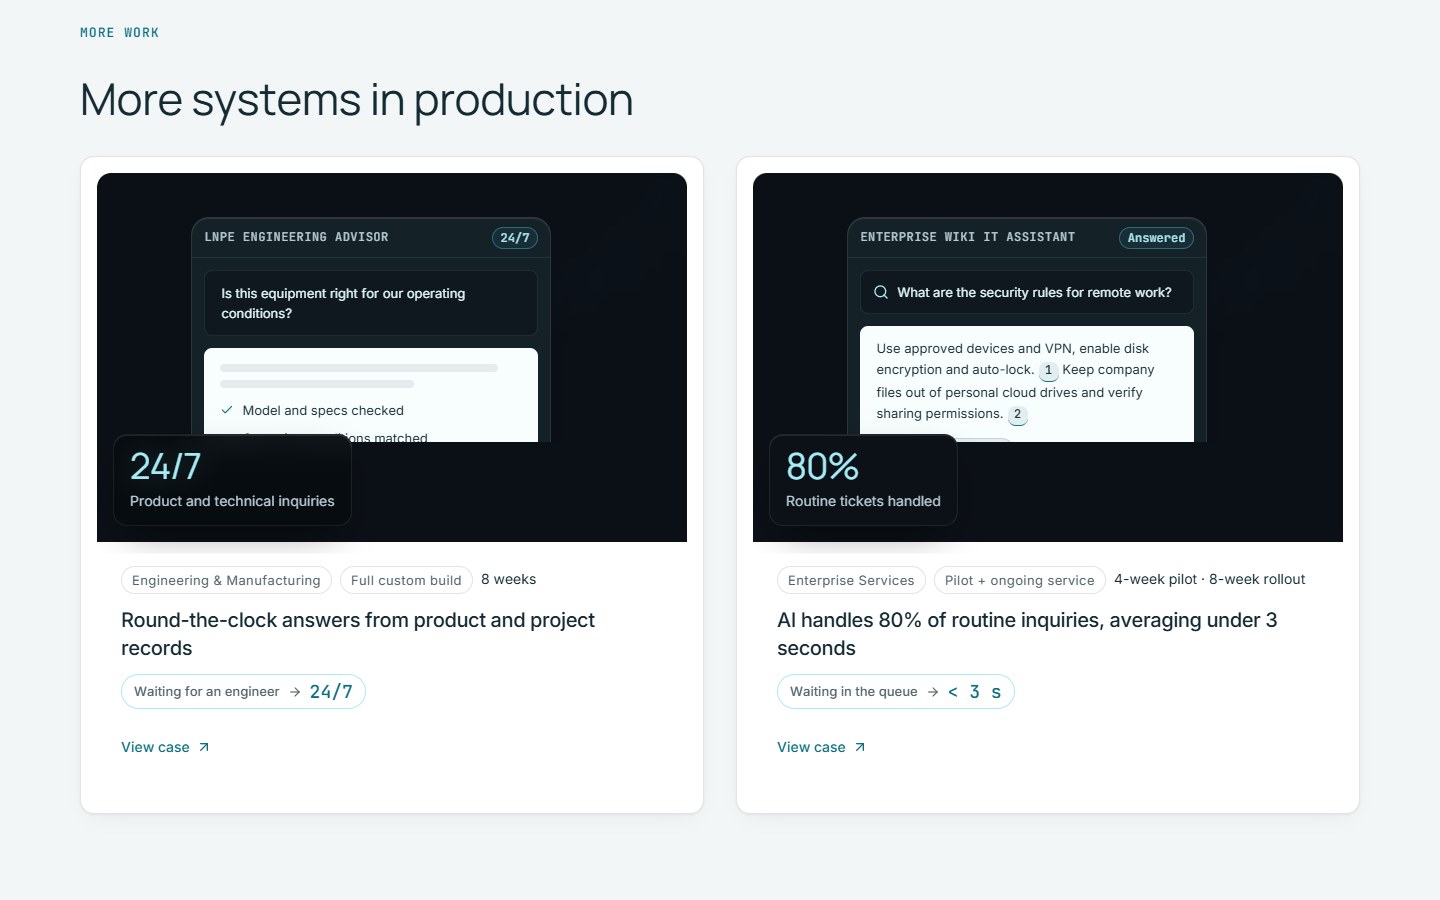 MORE WORK
More systems in production
LNPE ENGINEERING ADVISOR
24/7
Is this equipment right for our operating
conditions?
Model and specs checked
matched
24/7
Product and technical inquiries
Engineering & Manufacturing
Full custom build
8 weeks
Round-the-clock answers from product and project
records
Waiting for an engineer → 24/7
View case
ENTERPRISE WIKI IT ASSISTANT
Answered
What are the security rules for remote work?
Use approved devices and VPN, enable disk
encryption and auto-lock. 1 Keep company
files out of personal cloud drives and verify
sharing permissions. 2
80%
Routine tickets handled
Enterprise Services
Pilot + ongoing service
4-week pilot · 8-week rollout
AI handles 80% of routine inquiries, averaging under 3
seconds
Waiting in the queue → < 3 s
View case